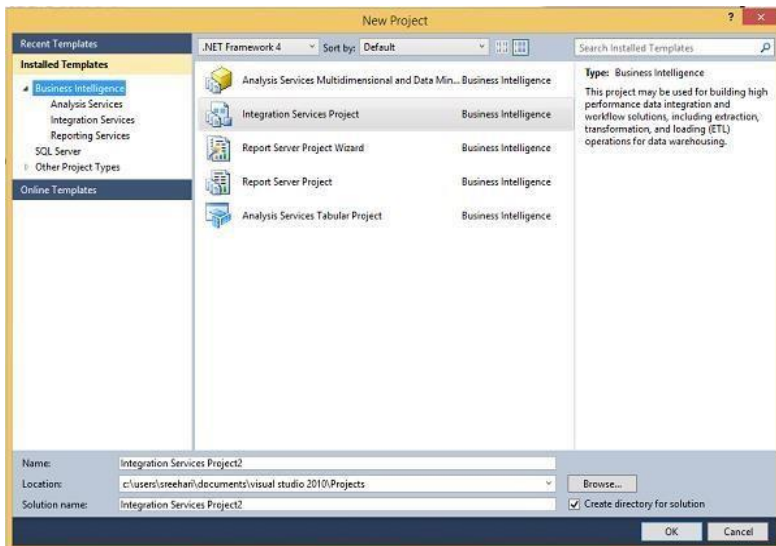 New Project
?
Recent Templates
.NET Framework 4
Sort by: Default
Search Installed Templates
Installed Templates
Business Intelligence
Analysis Services
Integration Services
Reporting Services
SQL Server
Other Project Types
Online Templates
Analysis Services Multidimensional and Data Min... Business Intelligence
Integration Services Project Business Intelligence
Report Server Project Wizard Business Intelligence
Report Server Project Business Intelligence
Analysis Services Tabular Project Business Intelligence
Type: Business Intelligence
This project may be used for building high
performance data integration and
workflow solutions, including extraction,
transformation, and loading (ETL)
operations for data warehousing.
Name: Integration Services Project2
Location: c:\users\sreehari\documents\visual studio 2010\Projects
Browse...
Solution name: Integration Services Project2
Create directory for solution
OK Cancel